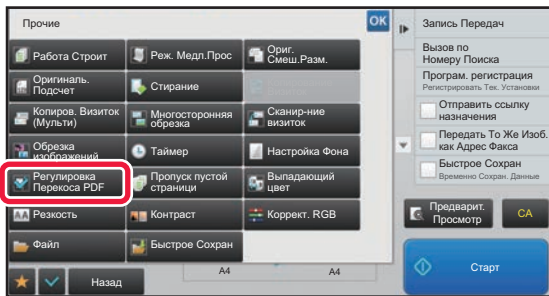 Прочие
OK
Работа Строит
Реж. Медл.Прос
Ориг.
Смеш.Разм.
Оригиналь.
Подсчет
Стирание
Копиров. Визиток
(Мульти)
Многосторонняя
обрезка
Сканир-ние
визиток
Обрезка
изображений
Таймер
Настройка Фона
Регулировка
Перекоса PDF
Пропуск пустой
страници
Выпадающий
цвет
Резкость
Контраст
Коррект. RGB
Файл
Быстрое Сохран
Назад
A4
A4
Запись Передач
Вызов по
Номеру Поиска
Програм. регистрация
Регистрировать Тек. Установки
Отправить ссылку
назначения
Передать То Же Изоб.
как Адрес Факса
Быстрое Сохран
Временно Сохран. Данные
Предварит.
Просмотр
CA
Старт